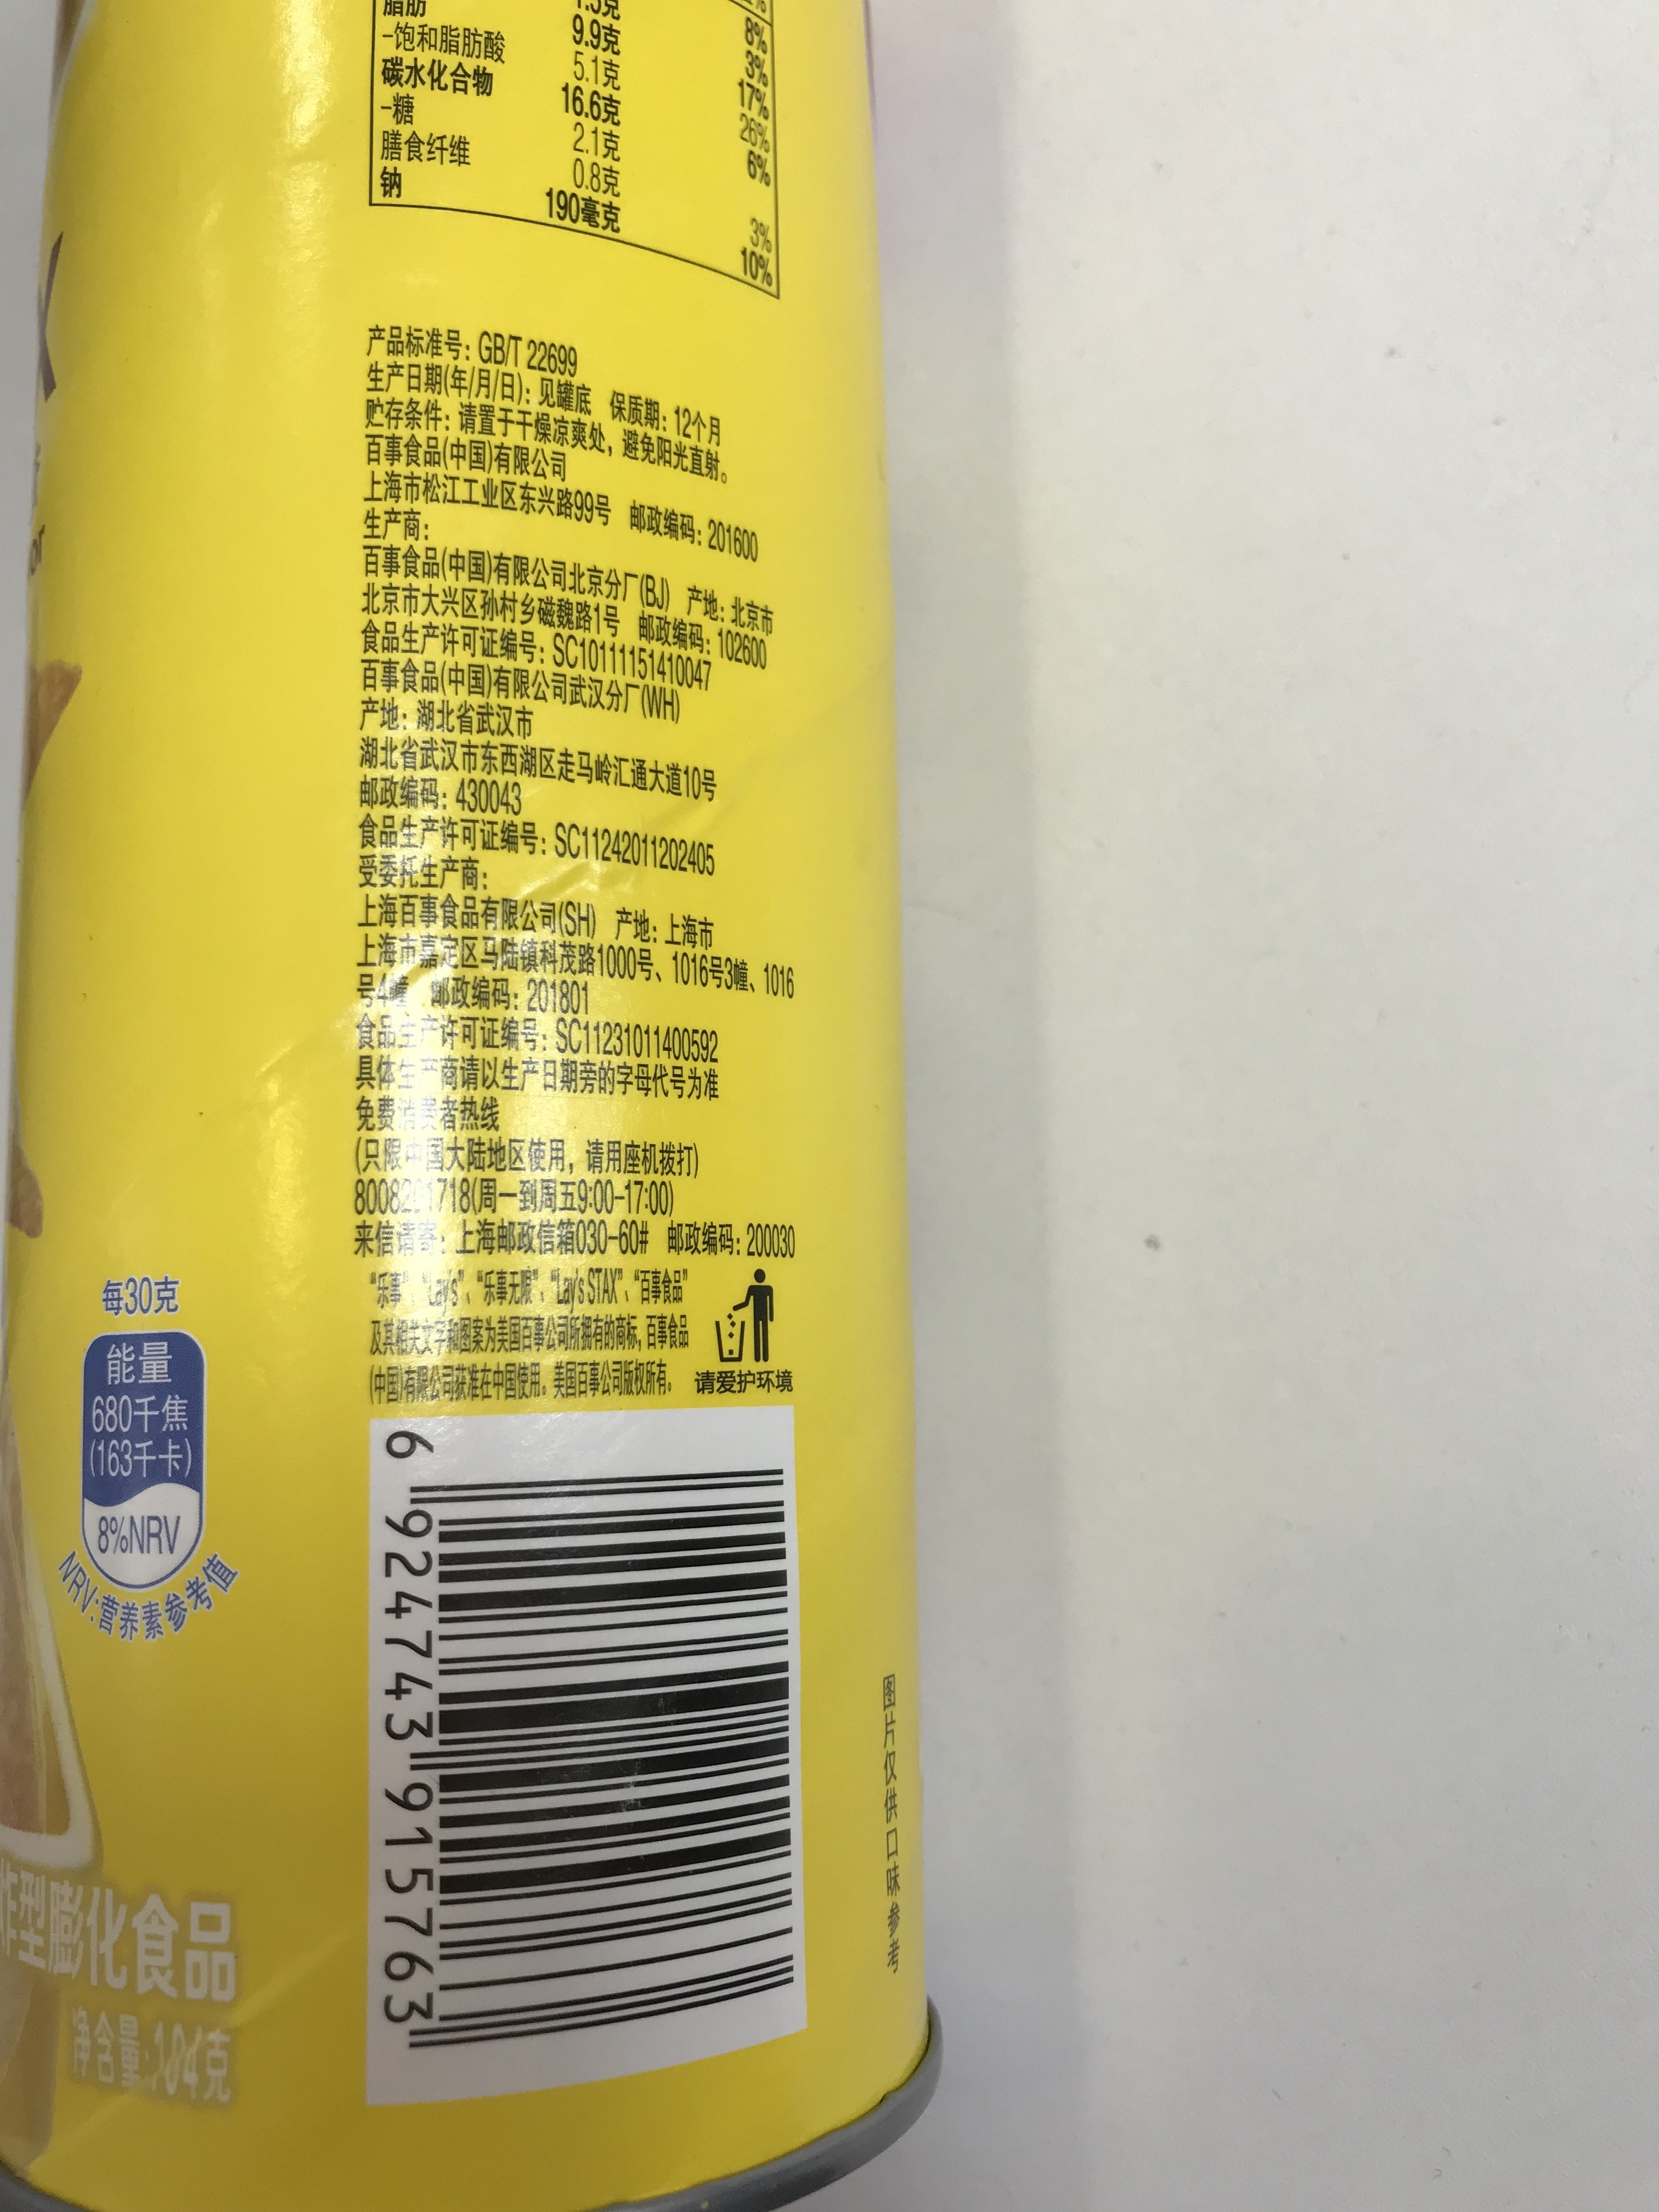 脂肪 9.9克
-饱和脂肪酸 5.1克
碳水化合物 16.6克
-糖 2.1克
膳食纤维 0.8克
钠 190毫克
8%
3%
17%
26%
6%
3%
10%
产品标准号: GB/T 22699
生产日期(年/月/日): 见罐底 保质期: 12个月
贮存条件: 请置于干燥凉爽处，避免阳光直射。
百事食品(中国)有限公司
上海市松江工业区东兴路99号 邮政编码: 201600
生产商:
百事食品(中国)有限公司北京分厂(BJ) 产地: 北京市
北京市大兴区孙村乡磁魏路1号 邮政编码: 102600
食品生产许可证编号: SC10111151410047
百事食品(中国)有限公司武汉分厂(WH)
产地: 湖北省武汉市
湖北省武汉市东西湖区走马岭汇通大道10号
邮政编码: 430043
食品生产许可证编号: SC11242011202405
受委托生产商:
上海百事食品有限公司(SH) 产地: 上海市
上海市嘉定区马陆镇科茂路1000号、1016号3幢、1016
号4幢 邮政编码: 201801
食品生产许可证编号: SC11231011400592
具体生产商请以生产日期旁的字母代号为准
免费消费者热线
(只限中国大陆地区使用，请用座机拨打)
8008201718(周一到周五9:00-17:00)
来信请寄: 上海邮政信箱030-60# 邮政编码: 200030
“乐事”、“Lay's”、“乐事无限”、“Lay's STAX”、“百事食品”
及其相关文字和图案为美国百事公司所拥有的商标, 百事食品
(中国)有限公司获准在中国使用。美国百事公司版权所有。
请爱护环境
6 924743 915763
每30克
能量
680千焦
(163千卡)
8%NRV
NRV:营养素参考值
炸型膨化食品
净含量:104克
图片仅供口味参考